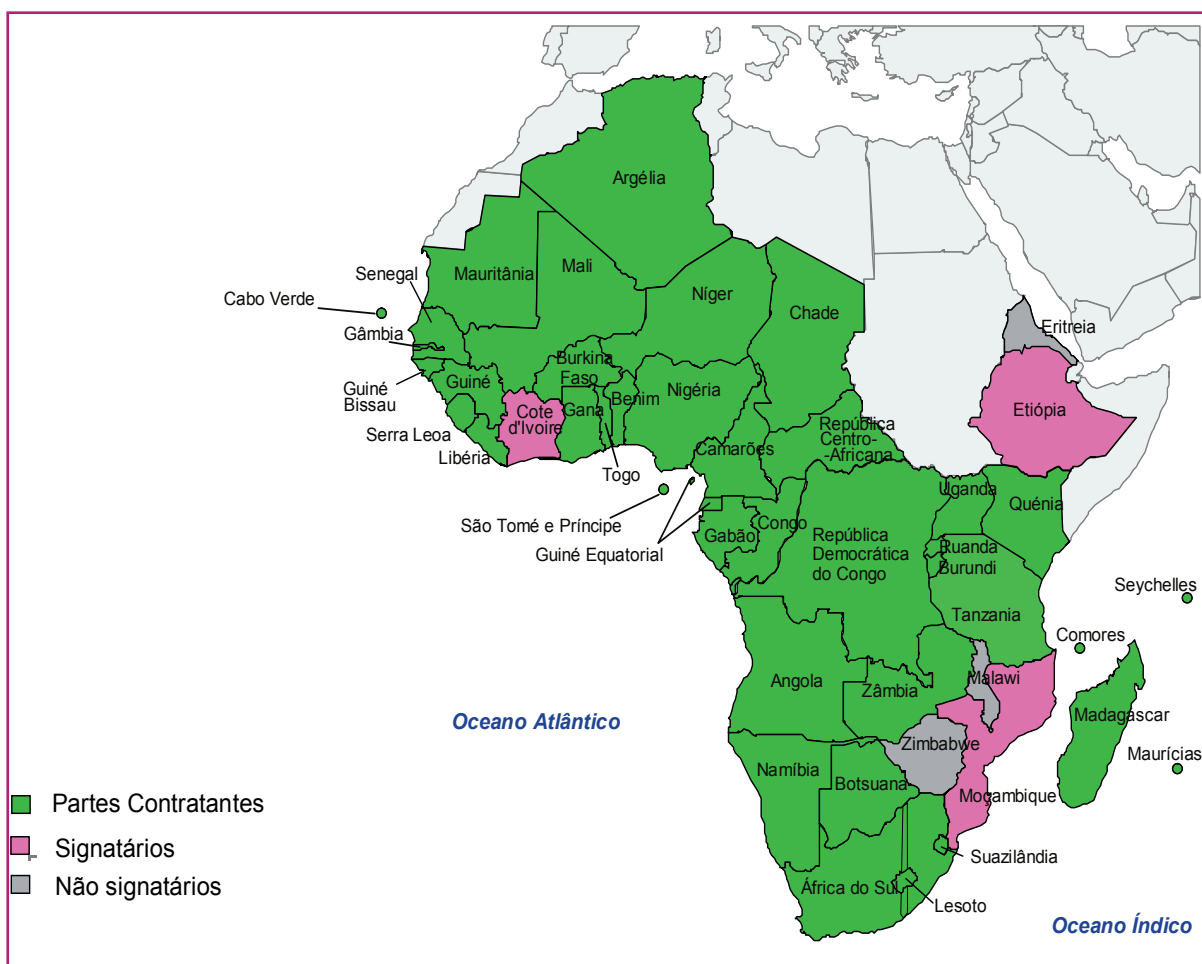 Argélia
Mauritânia
Mali
Níger
Chade
Senegal
Cabo Verde
Gâmbia
Guiné
Bissau
Guiné
Serra Leoa
Libéria
Cote
d'Ivoire
Burkina
Faso
Gana
Togo
Benim
Nigéria
Camarões
República
Centro-
-Africana
Eritreia
Etiópia
São Tomé e Príncipe
Guiné Equatorial
Gabão
Congo
República
Democrática
do Congo
Uganda
Quénia
Ruanda
Burundi
Tanzania
Seychelles
Comores
Angola
Zâmbia
Malawi
Madagáscar
Maurícias
Oceano Atlântico
Zimbabwe
Moçambique
Namíbia
Botsuana
Suazilândia
África do Sul
Lesoto
Oceano Índico
Partes Contratantes
Signatários
Não signatários